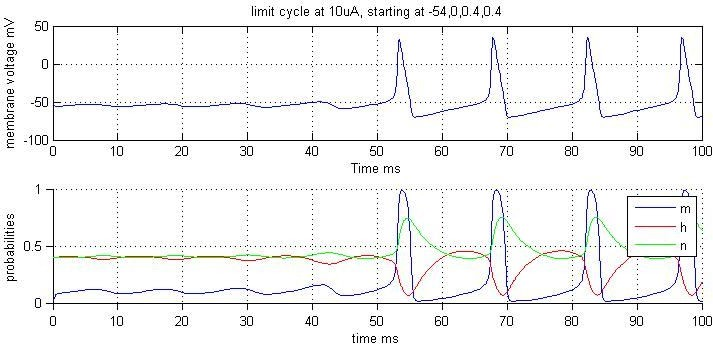 limit cycle at 10uA, starting at -54,0,0.4,0.4
membrane voltage mV
50
0
-50
-100
0 10 20 30 40 50 60 70 80 90 100
Time ms
probabilities
1
0.5
0
m
h
n
0 10 20 30 40 50 60 70 80 90 100
time ms